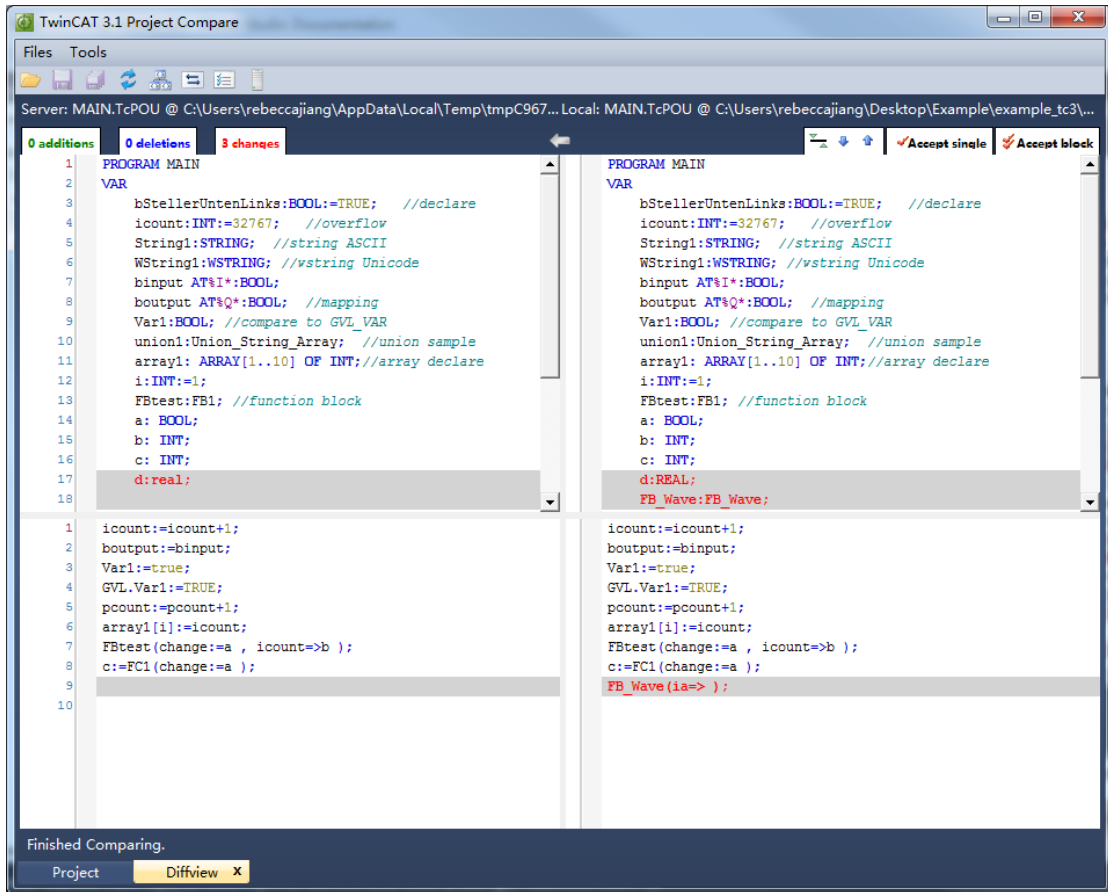 TwinCAT 3.1 Project Compare
Files Tools
Server: MAIN.TcPOU @ C:\Users\rebeccajiang\AppData\Local\Temp\tmpC967... Local: MAIN.TcPOU @ C:\Users\rebeccajiang\Desktop\Example\example_tc3\...
0 additions 0 deletions 3 changes Accept single Accept block
1 PROGRAM MAIN
2 VAR
3 bStellerUntenLinks:BOOL:=TRUE; //declare
4 icount:INT:=32767; //overflow
5 String1:STRING; //string ASCII
6 WString1:WSTRING; //wstring Unicode
7 binput AT%I*:BOOL;
8 boutput AT%Q*:BOOL; //mapping
9 Var1:BOOL; //compare to GVL_VAR
10 union1:Union_String_Array; //union sample
11 array1: ARRAY[1..10] OF INT;//array declare
12 i:INT:=1;
13 FBtest:FB1; //function block
14 a: BOOL;
15 b: INT;
16 c: INT;
17 d:real;
18
PROGRAM MAIN
VAR
bStellerUntenLinks:BOOL:=TRUE; //declare
icount:INT:=32767; //overflow
String1:STRING; //string ASCII
WString1:WSTRING; //wstring Unicode
binput AT%I*:BOOL;
boutput AT%Q*:BOOL; //mapping
Var1:BOOL; //compare to GVL_VAR
union1:Union_String_Array; //union sample
array1: ARRAY[1..10] OF INT;//array declare
i:INT:=1;
FBtest:FB1; //function block
a: BOOL;
b: INT;
c: INT;
d:REAL;
FB_Wave:FB_Wave;
1 icount:=icount+1;
2 boutput:=binput;
3 Var1:=true;
4 GVL.Var1:=TRUE;
5 pcount:=pcount+1;
6 array1[i]:=icount;
7 FBtest(change:=a , icount=>b );
8 c:=FC1(change:=a );
9
10
icount:=icount+1;
boutput:=binput;
Var1:=true;
GVL.Var1:=TRUE;
pcount:=pcount+1;
array1[i]:=icount;
FBtest(change:=a , icount=>b );
c:=FC1(change:=a );
FB_Wave(ia=> );
Finished Comparing.
Project Diffview X